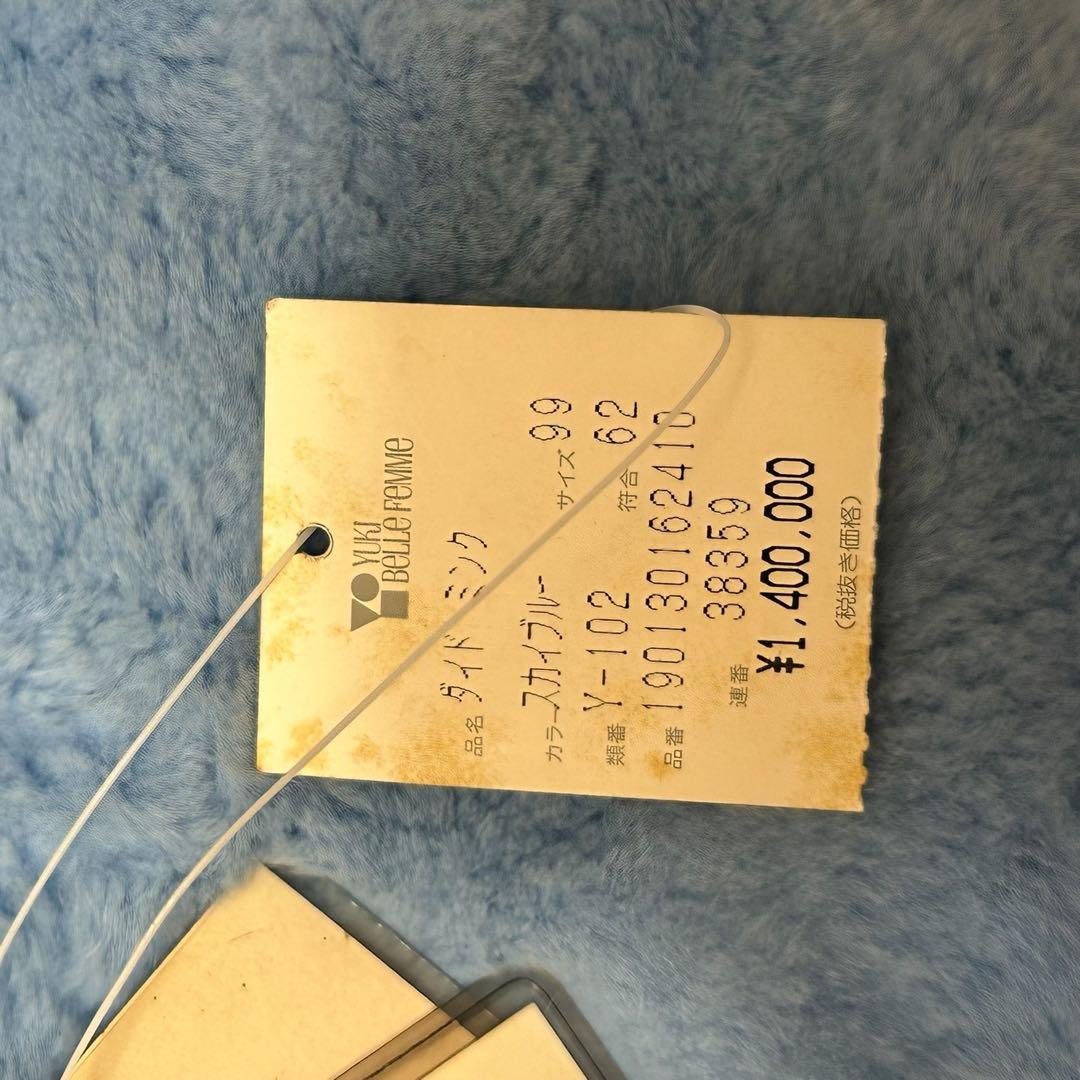 YUKI
BELLE FEMME
品名 ダイド ミンク
カラー スカイブルー サイズ 99
類番 Y-102 符合 62
品番 190130162410
連番 38359
¥1,400,000
(税抜き価格)